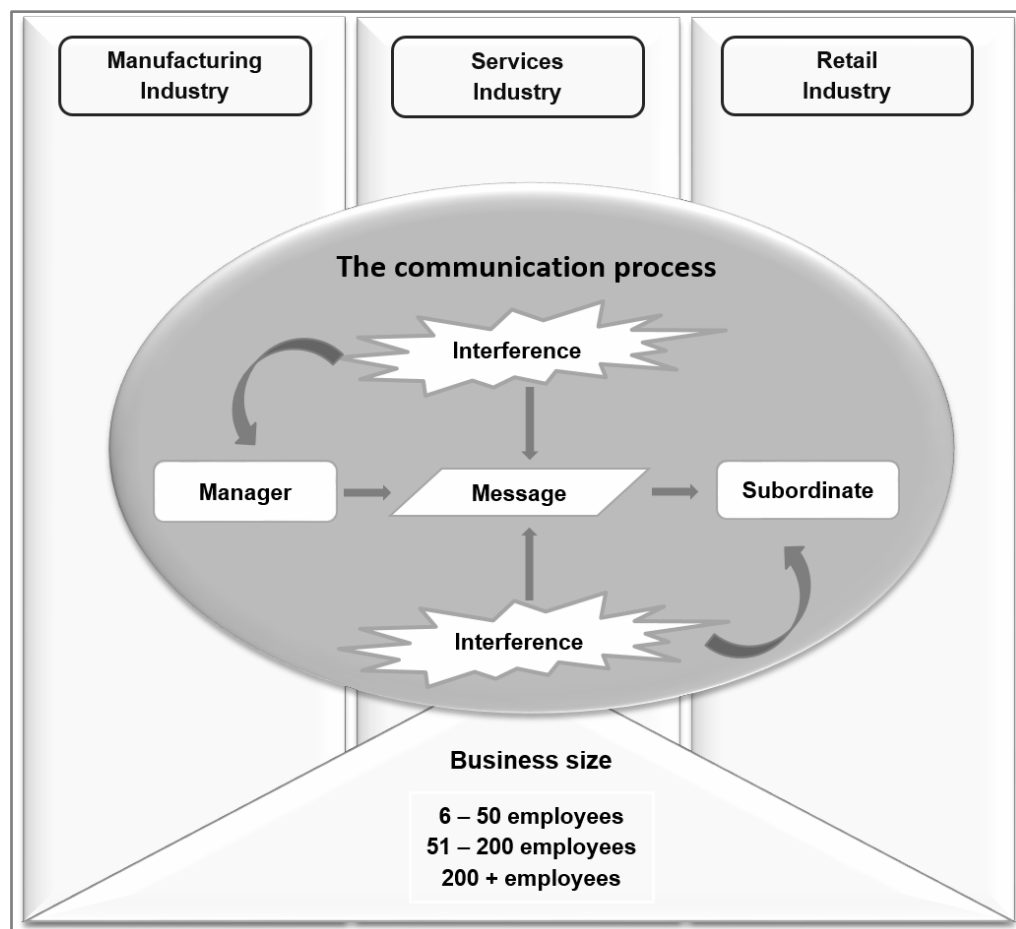 Manufacturing
Industry
Services
Industry
Retail
Industry
The communication process
Interference
Manager
Message
Subordinate
Interference
Business size
6 – 50 employees
51 – 200 employees
200 + employees